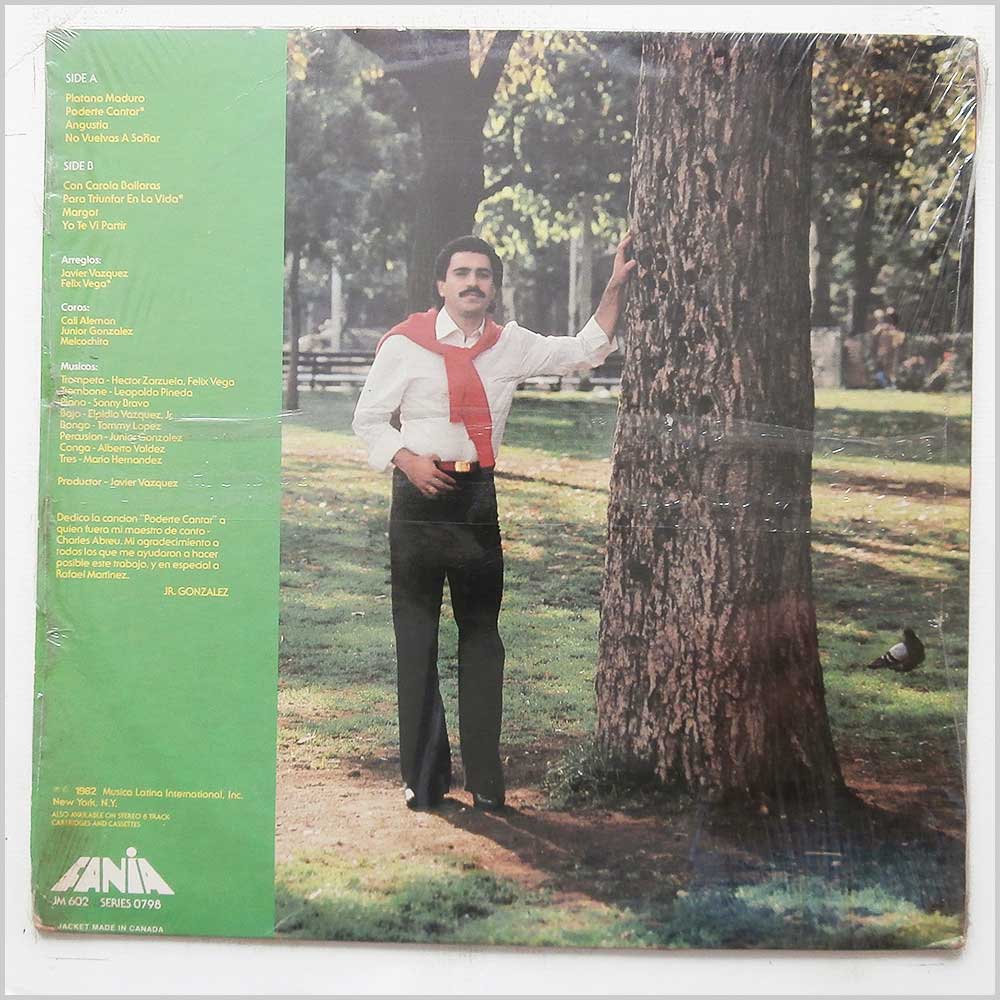 SIDE A
Platano Maduro
Poderte Cantar*
Angustia
No Vuelvas A Soñar
SIDE B
Con Carola Bailaras
Para Triunfar En La Vida*
Margot
Yo Te Vi Partir
Arreglos:
Javier Vazquez
Felix Vega*
Coros:
Cali Aleman
Junior Gonzalez
Melcochita
Musicos:
Trompeta - Hector Zarzuela, Felix Vega
Trombone - Leopoldo Pineda
Piano - Sonny Bravo
Bajo - Elpidio Vazquez, Jr.
Bongo - Tommy Lopez
Percusion - Junior Gonzalez
Conga - Alberto Valdez
Tres - Mario Hernandez
Productor - Javier Vazquez
Dedico la cancion "Poderte Cantar" a
quien fuera mi maestro de canto -
Charles Abreu. Mi agradecimiento a
todos los que me ayudaron a hacer
posible este trabajo, y en especial a
Rafael Martinez.
JR. GONZALEZ
℗ © 1982 Musica Latina International, Inc.
New York, N.Y.
ALSO AVAILABLE ON STEREO 8 TRACK
CARTRIDGES AND CASSETTES
FANIA
JM 602 SERIES 0798
JACKET MADE IN CANADA